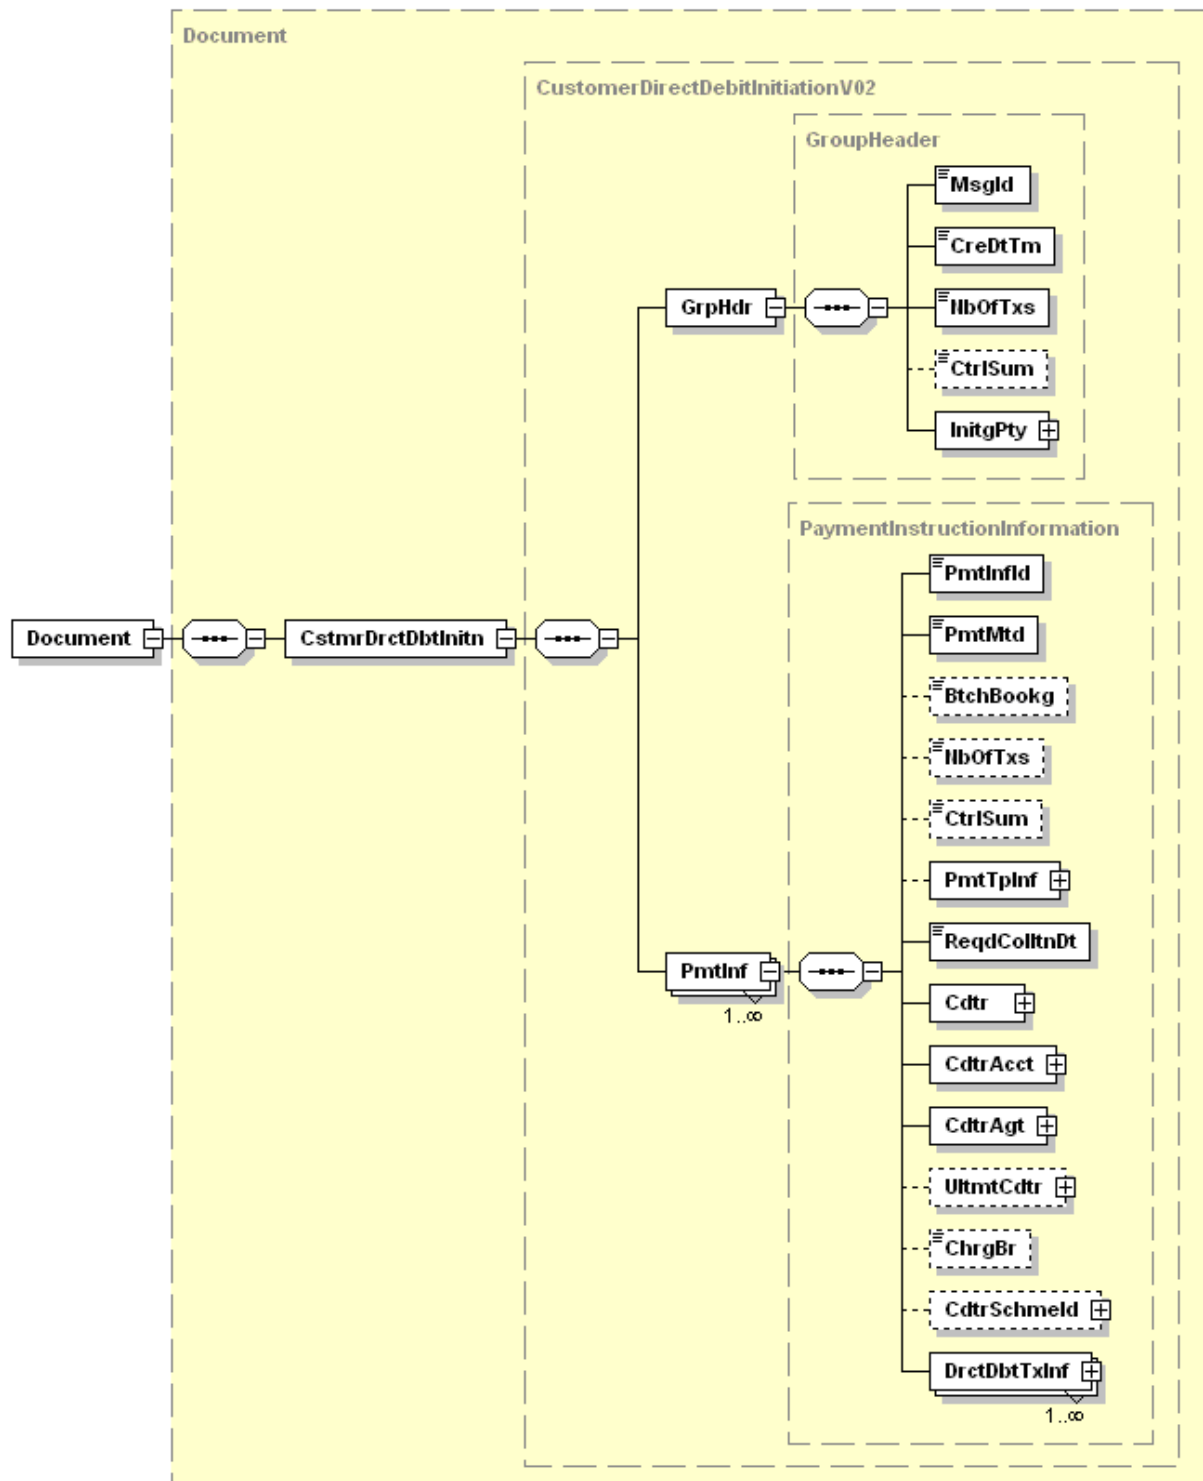 Document
CustomerDirectDebitInitiationV02
GroupHeader
MsgId
CreDtTm
GrpHdr
NbOfTxs
CtrlSum
InitgPty
PaymentInstructionInformation
PmtInfId
Document
CstmrDrctDbtInitn
PmtMtd
BtchBookg
NbOfTxs
CtrlSum
PmtTpInf
ReqdColltnDt
PmtInf
1..∞
Cdtr
CdtrAcct
CdtrAgt
UltmtCdtr
ChrgBr
CdtrSchmeId
DrctDbtTxInf
1..∞